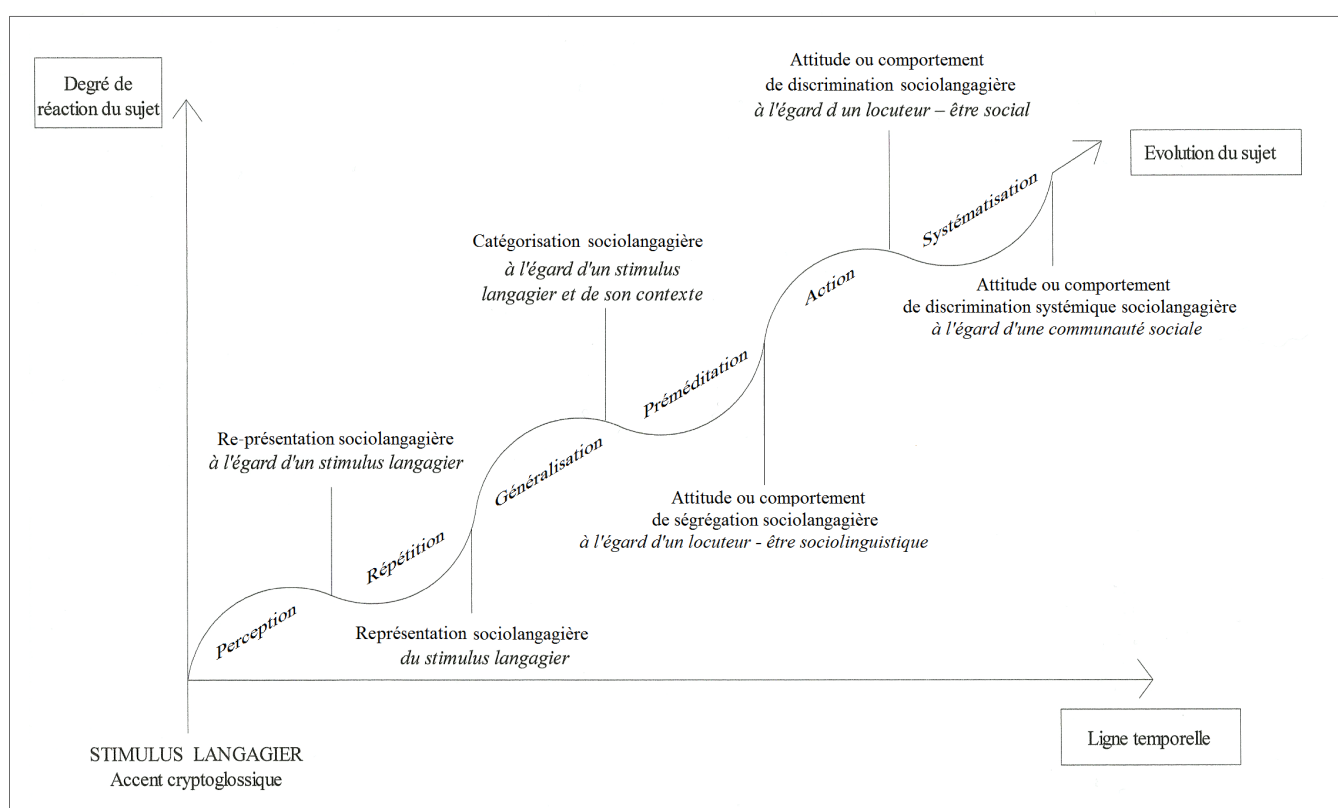 Degré de
réaction du sujet
Attitude ou comportement
de discrimination sociolangagière
à l'égard d un locuteur – être social
Evolution du sujet
Systématisation
Catégorisation sociolangagière
à l'égard d'un stimulus
langagier et de son contexte
Action
Attitude ou comportement
de discrimination systémique sociolangagière
à l'égard d'une communauté sociale
Préméditation
Re-présentation sociolangagière
à l'égard d'un stimulus langagier
Généralisation
Attitude ou comportement
de ségrégation sociolangagière
à l'égard d'un locuteur - être sociolinguistique
Répétition
Perception
Représentation sociolangagière
du stimulus langagier
Ligne temporelle
STIMULUS LANGAGIER
Accent cryptoglossique